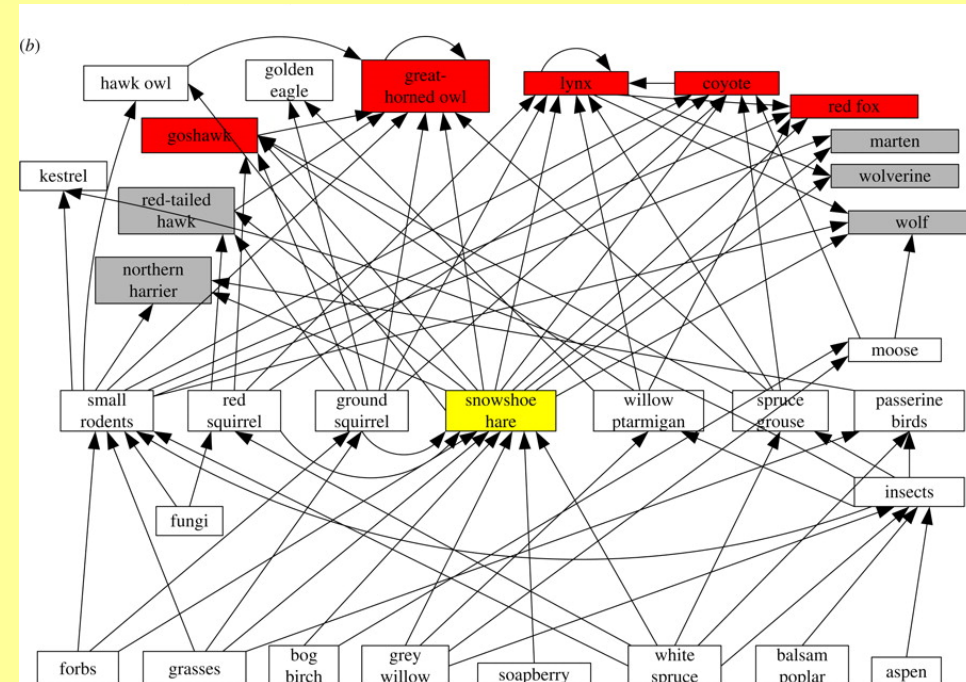 (b)
hawk owl
golden
eagle
great-
horned owl
lynx
coyote
red fox
goshawk
marten
kestrel
wolverine
red-tailed
hawk
wolf
northern
harrier
moose
small
rodents
red
squirrel
ground
squirrel
snowshoe
hare
willow
ptarmigan
spruce
grouse
passerine
birds
insects
fungi
forbs
grasses
bog
birch
grey
willow
soapberry
white
spruce
balsam
poplar
aspen